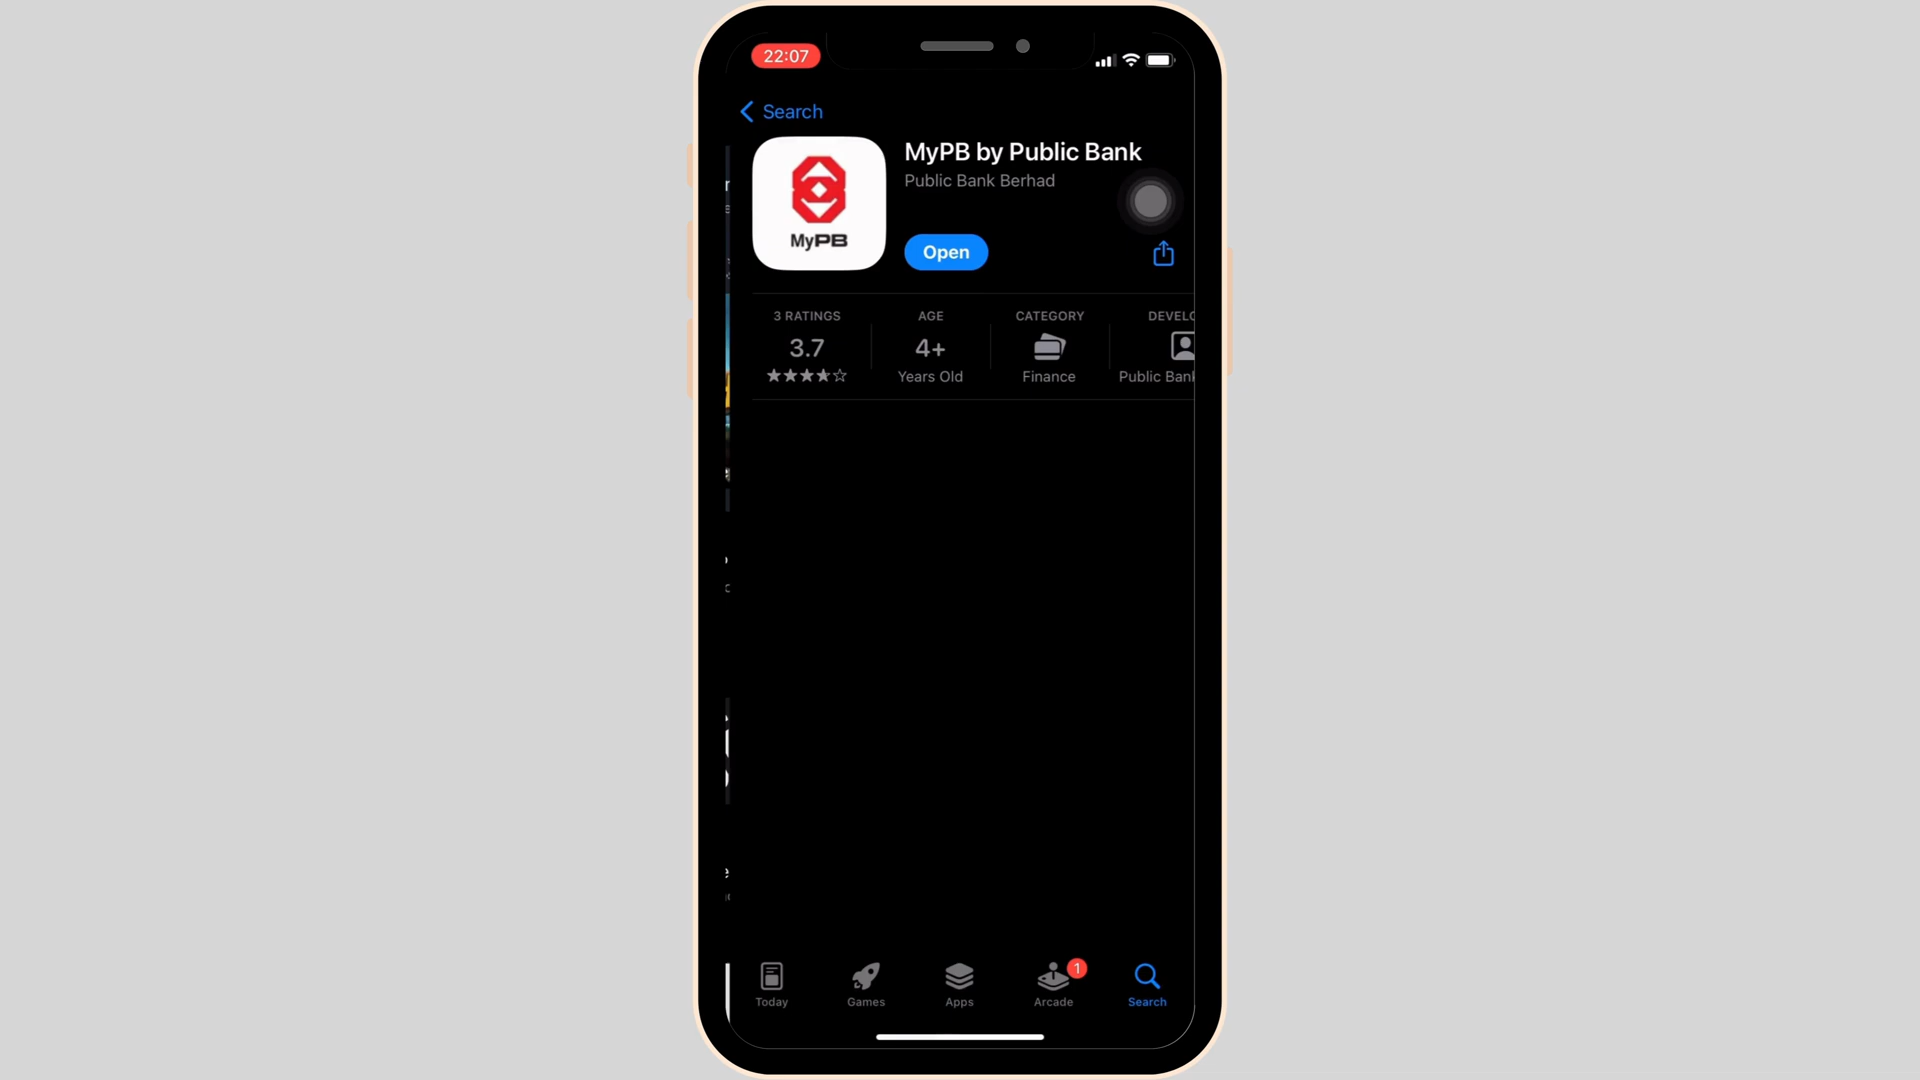 22:07
Search
MyPB by Public Bank
Public Bank Berhad
MyPB
Open
3 RATINGS
3.7
AGE
4+
Years Old
CATEGORY
Finance
DEVELO
Public Bank
Today
Games
Apps
Arcade
1
Search